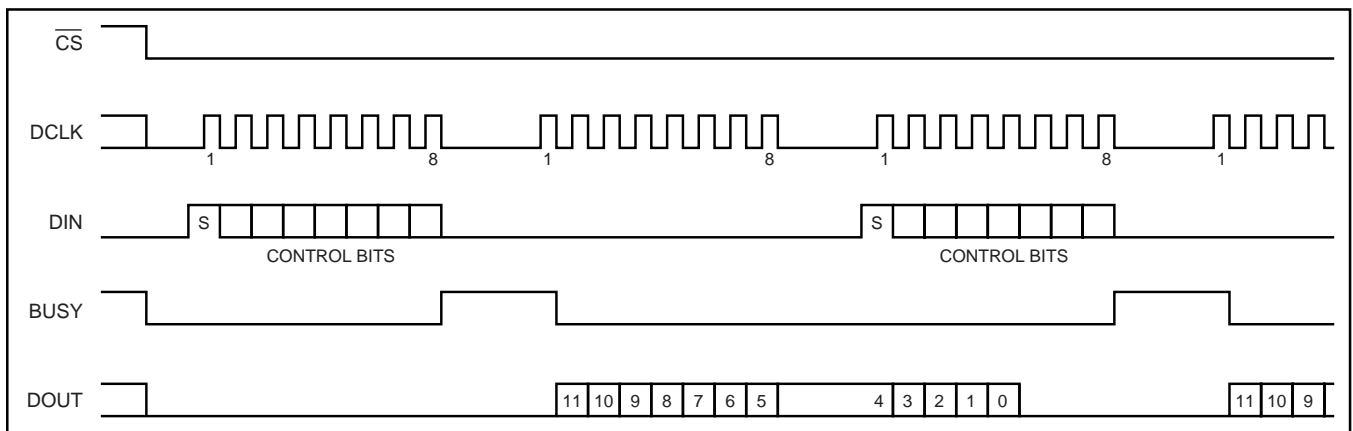 CS
DCLK
1 8 1 8 1 8 1
DIN
S S
CONTROL BITS CONTROL BITS
BUSY
DOUT
11 10 9 8 7 6 5 4 3 2 1 0 11 10 9